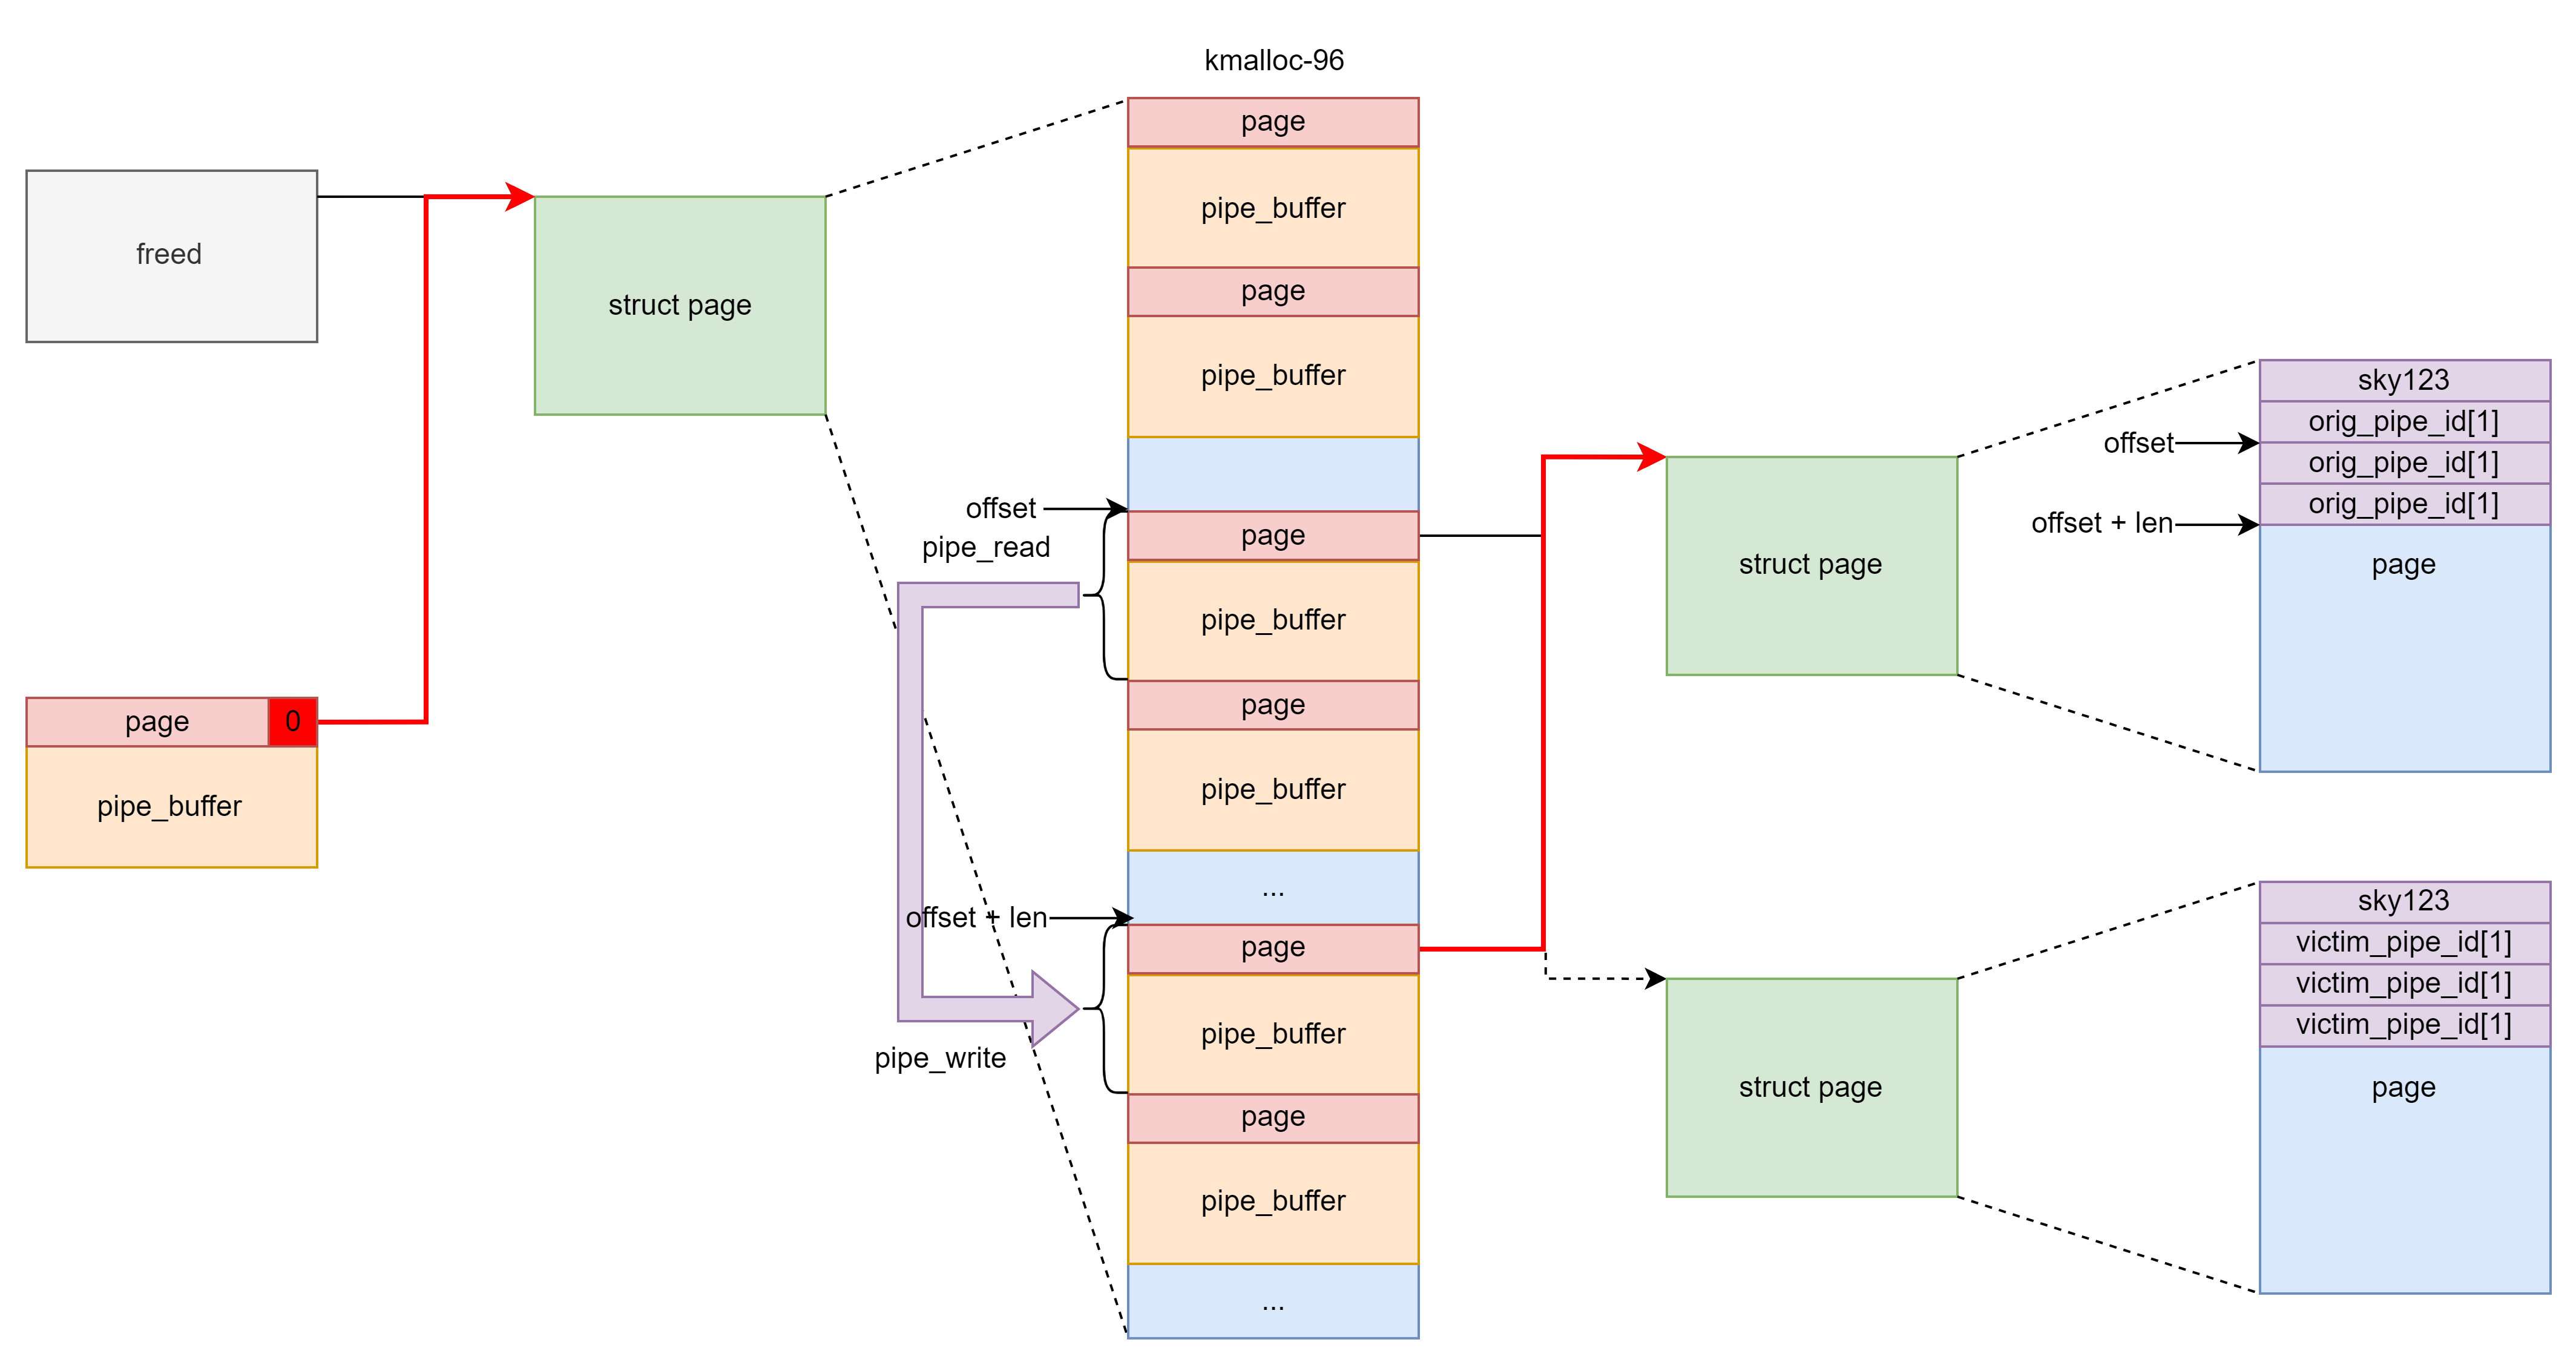 kmalloc-96
freed
page
0
pipe_buffer
struct page
page
pipe_buffer
page
pipe_buffer
offset
pipe_read
page
pipe_buffer
page
pipe_buffer
...
offset + len
page
pipe_buffer
pipe_write
page
pipe_buffer
...
struct page
offset
offset + len
sky123
orig_pipe_id[1]
orig_pipe_id[1]
orig_pipe_id[1]
page
struct page
sky123
victim_pipe_id[1]
victim_pipe_id[1]
victim_pipe_id[1]
page